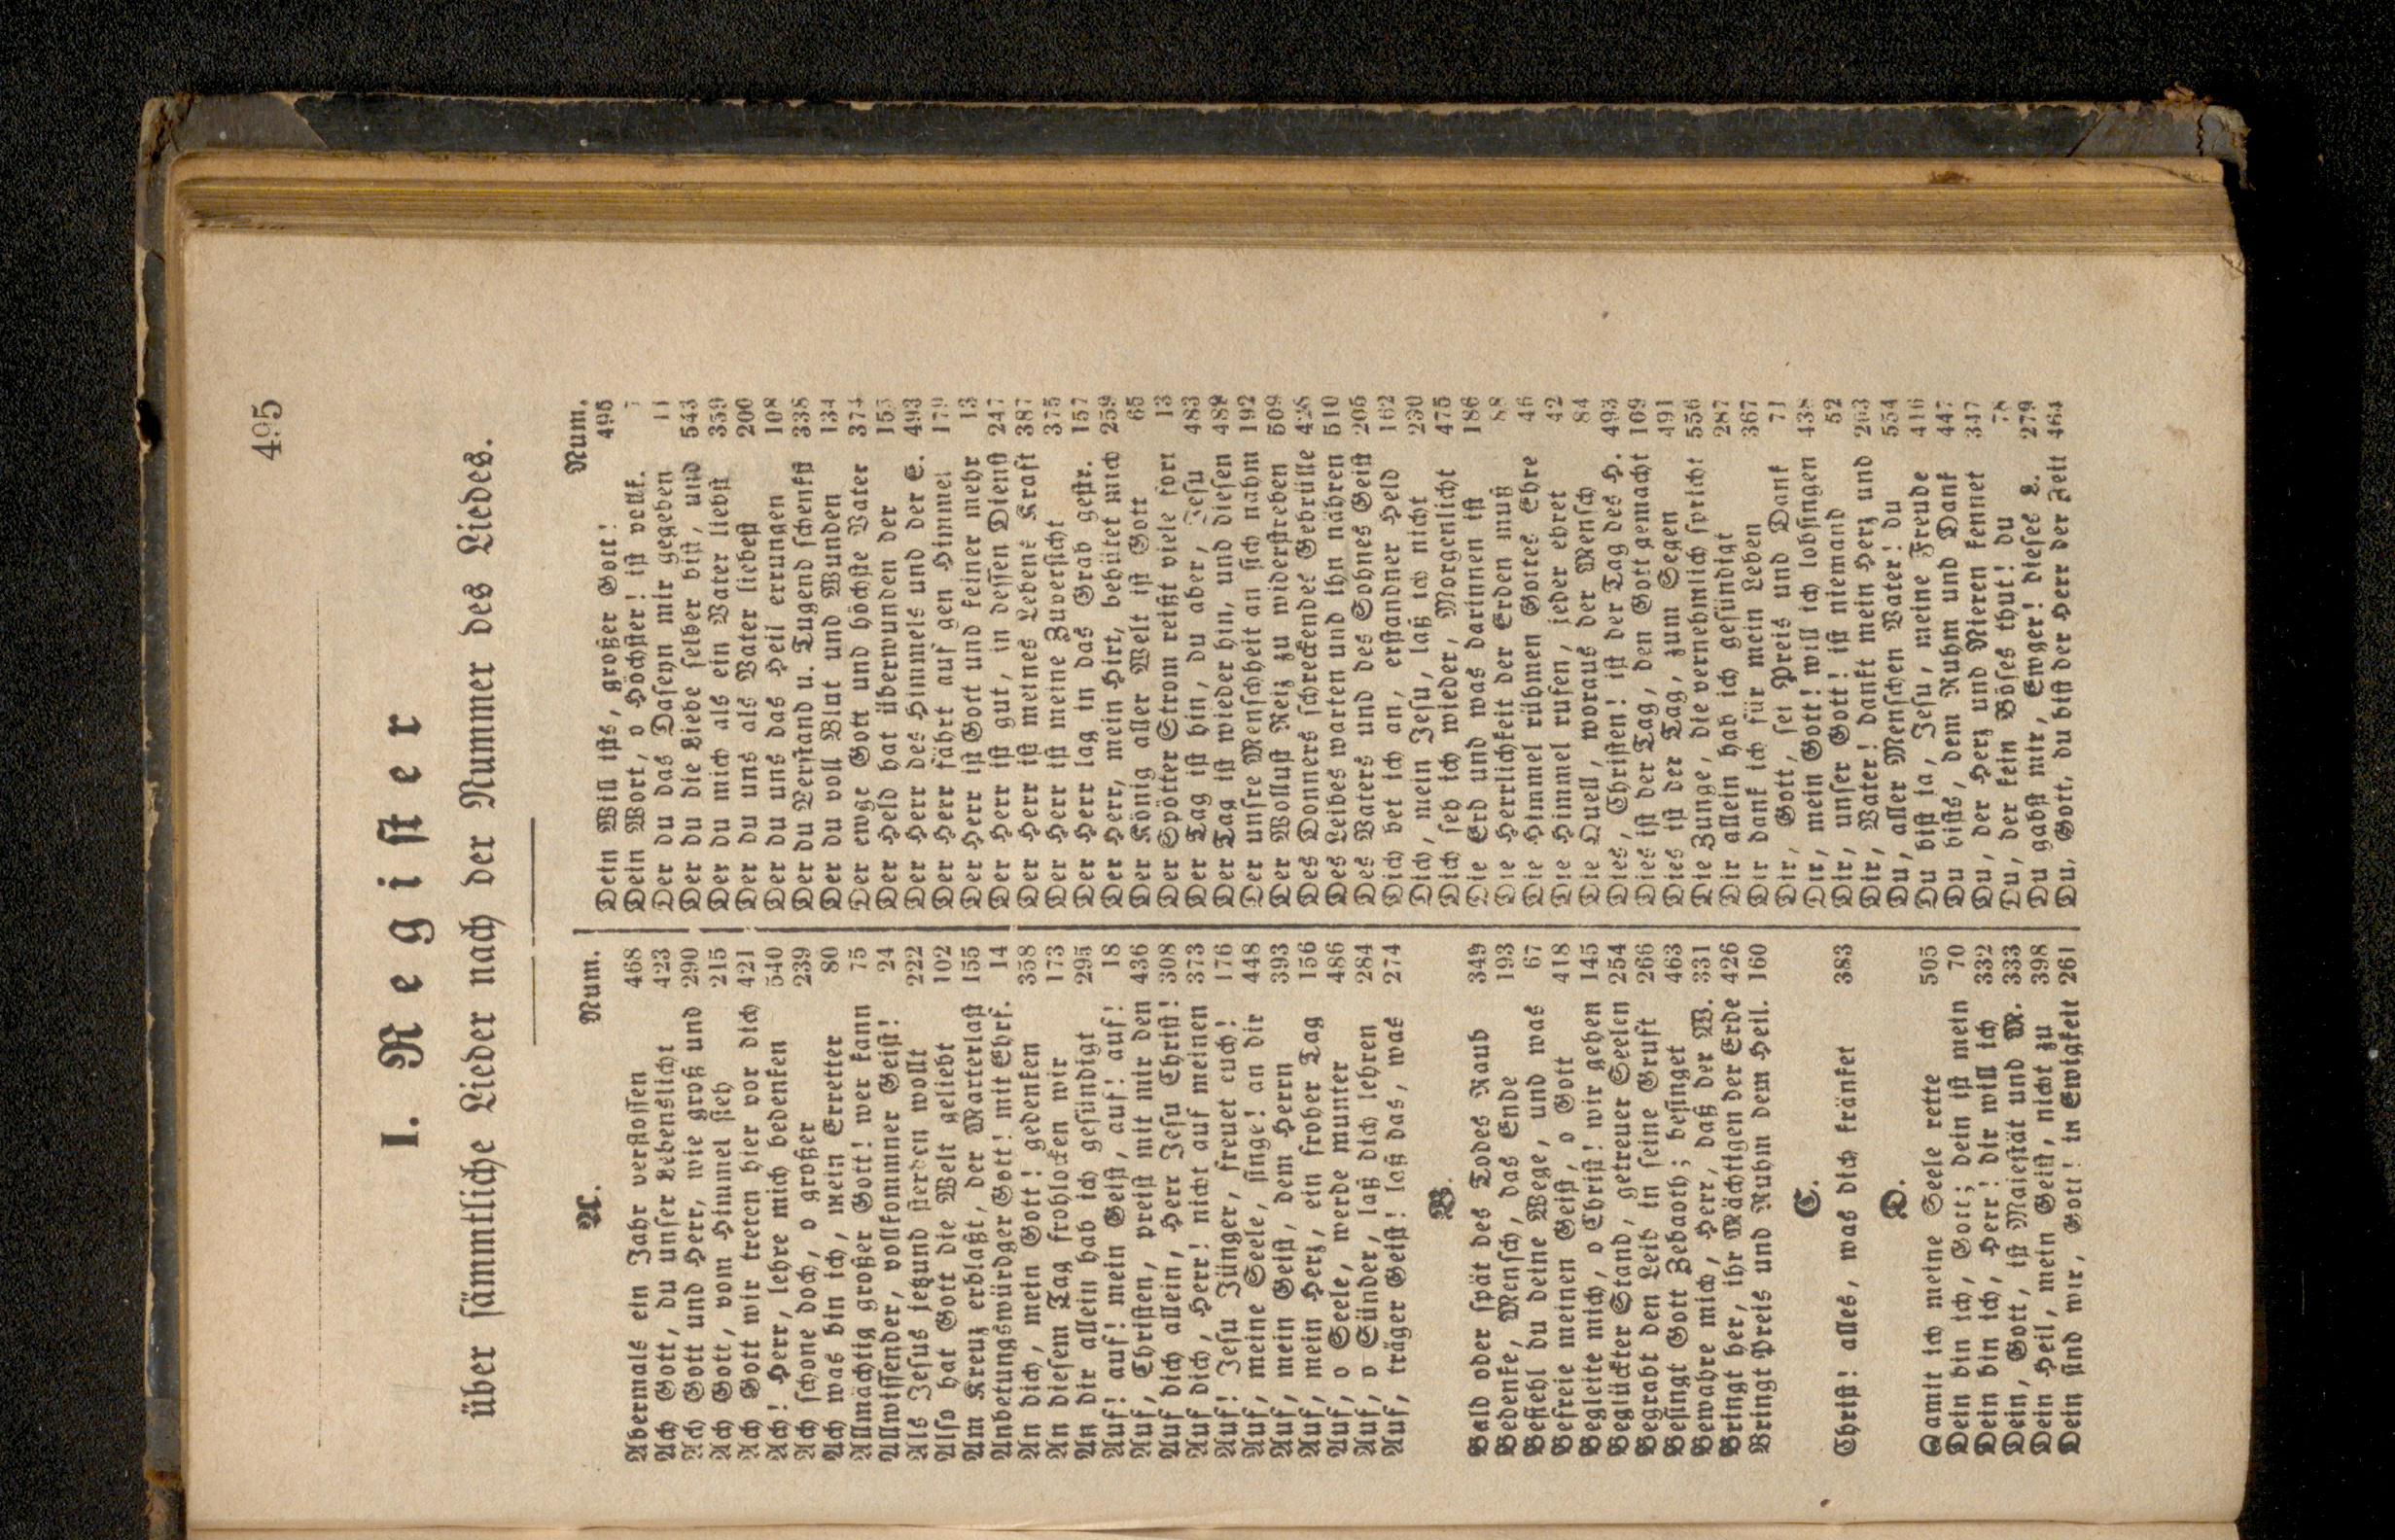 495
I. Register
über sämmtliche Lieder nach der Nummer des Liedes.
A. Num.
Abermals ein Jahr verflossen 468
Ach Gott, du unser Lebenslicht 423
Ach Gott und Herr, wie groß und 290
Ach Gott, vom Himmel sieh 215
Ach Gott wir treten hier vor dich 421
Ach! Herr, lehre mich bedenken 540
Ach schone doch, o großer 239
Ach was bin ich, mein Erretter 80
Allmächtig großer Gott! wer kann 75
Allwissender, vollkommner Geist! 24
Als Jesus jetzund sterben wollt 222
Also hat Gott die Welt geliebt 102
Am Kreuz erblaßt, der Marterlast 155
Anbetungswürdger Gott! mit Ehrf. 14
An dich, mein Gott! gedenken 358
An diesem Tag frohlocken wir 173
An dir allein hab ich gesündigt 295
Auf! auf! mein Geist, auf! auf! 18
Auf, Christen, preist mit mir den 436
Auf dich allein, Herr Jesu Christ! 308
Auf dich, Herr! nicht auf meinen 373
Auf! Jesu Jünger, freuet euch! 176
Auf, meine Seele, singe! an dir 448
Auf, mein Geist, dem Herrn 393
Auf, mein Herz, ein froher Tag 156
Auf, o Seele, werde munter 486
Auf, o Sünder, laß dich lehren 284
Auf, träger Geist! laß das, was 274
B.
Bald oder spät des Todes Raub 349
Bedenke, Mensch, das Ende 193
Befiehl du deine Wege, und was 67
Befreie meinen Geist, o Gott 418
Begleite mich, o Christ! wir gehen 145
Beglückter Stand, getreuer Seelen 254
Begrabt den Leib in seine Gruft 266
Besingt Gott Zebaoth; besinget 463
Bewahre mich, Herr, daß der W. 331
Bringt her, ihr Mächtigen der Erde 426
Bringt Preis und Ruhm dem Heil. 160
C.
Christ! alles, was dich kränket 383
D.
Damit ich meine Seele rette 505
Dein bin ich, Gott; dein ist mein 70
Dein bin ich, Herr! dir will ich 332
Dein, Gott, ist Majestät und M. 333
Dein Heil, mein Geist, nicht zu 398
Dein sind wir, Gott! in Ewigkeit 261
Num.
Dein Will ists, großer Gott! 495
Dein Wort, o Höchster! ist vollk. 7
Der du das Daseyn mir gegeben 11
Der du die Liebe selber bist, und 543
Der du mich als ein Vater liebst 359
Der du uns als Vater liebest 200
Der du uns das Heil errungen 108
Der du Verstand u. Tugend schenkst 338
Der du voll Blut und Wunden 134
Der ewge Gott und höchste Vater 374
Der Held hat überwunden der 153
Der Herr des Himmels und der E. 493
Der Herr fährt auf gen Himmel 179
Der Herr ist Gott und keiner mehr 13
Der Herr ist gut, in dessen Dienst 247
Der Herr ist meines Lebens Kraft 387
Der Herr ist meine Zuversicht 375
Der Herr lag in das Grab gestr. 157
Der Herr, mein Hirt, behütet mich 259
Der König aller Welt ist Gott 65
Der Spötter Strom reißt viele fort 13
Der Tag ist hin, du aber, Jesu 483
Der Tag ist wieder hin, und diesen 489
Der unsre Menschheit an sich nahm 192
Der Wollust Reiz zu widerstreben 509
Des Donners schreckendes Gebrülle 428
Des Leibes warten und ihn nähren 510
Des Vaters und des Sohnes Geist 205
Dich bet ich an, erstandner Held 162
Dich, mein Jesu, laß ich nicht 230
Dich seh ich wieder, Morgenlicht 475
Die Erd und was darinnen ist 186
Die Herrlichkeit der Erden muß 88
Die Himmel rühmen Gottes Ehre 46
Die Himmel rufen, jeder ehret 42
Die Quell, woraus der Mensch 84
Dies, Christen! ist der Tag des H. 493
Dies ist der Tag, den Gott gemacht 109
Dies ist der Tag, zum Segen 491
Die Zunge, die vernehmlich spricht 556
Dir allein hab ich gesündigt 287
Dir dank ich für mein Leben 367
Dir, Gott, sei Preis und Dank 71
Dir, mein Gott! will ich lobsingen 438
Dir, unser Gott! ist niemand 52
Dir, Vater! dankt mein Herz und 263
Du, aller Menschen Vater! du 554
Du bist ja, Jesu, meine Freude 416
Du bists, dem Ruhm und Dank 447
Du, der Herz und Nieren kennet 347
Du, der kein Böses thut! du 78
Du gabst mir, Ewger! dieses L. 279
Du, Gott, du bist der Herr der Zeit 464